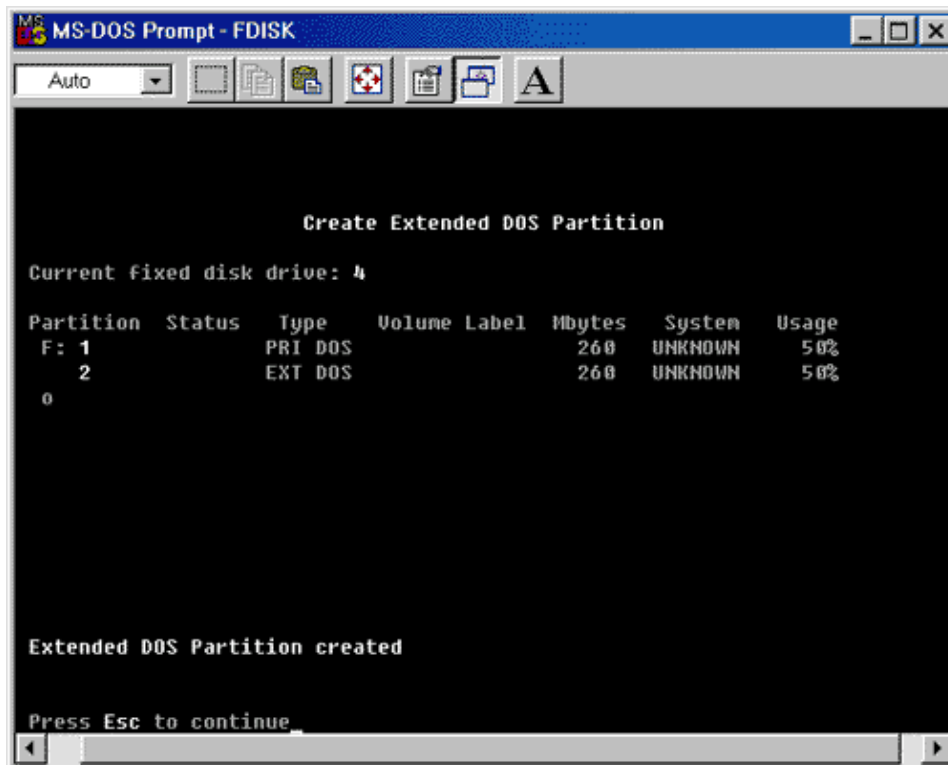 MS-DOS Prompt - FDISK
Auto
A
Create Extended DOS Partition
Current fixed disk drive: 4
Partition Status Type Volume Label Mbytes System Usage
F: 1 PRI DOS 260 UNKNOWN 50%
2 EXT DOS 260 UNKNOWN 50%
o
Extended DOS Partition created
Press Esc to continue_